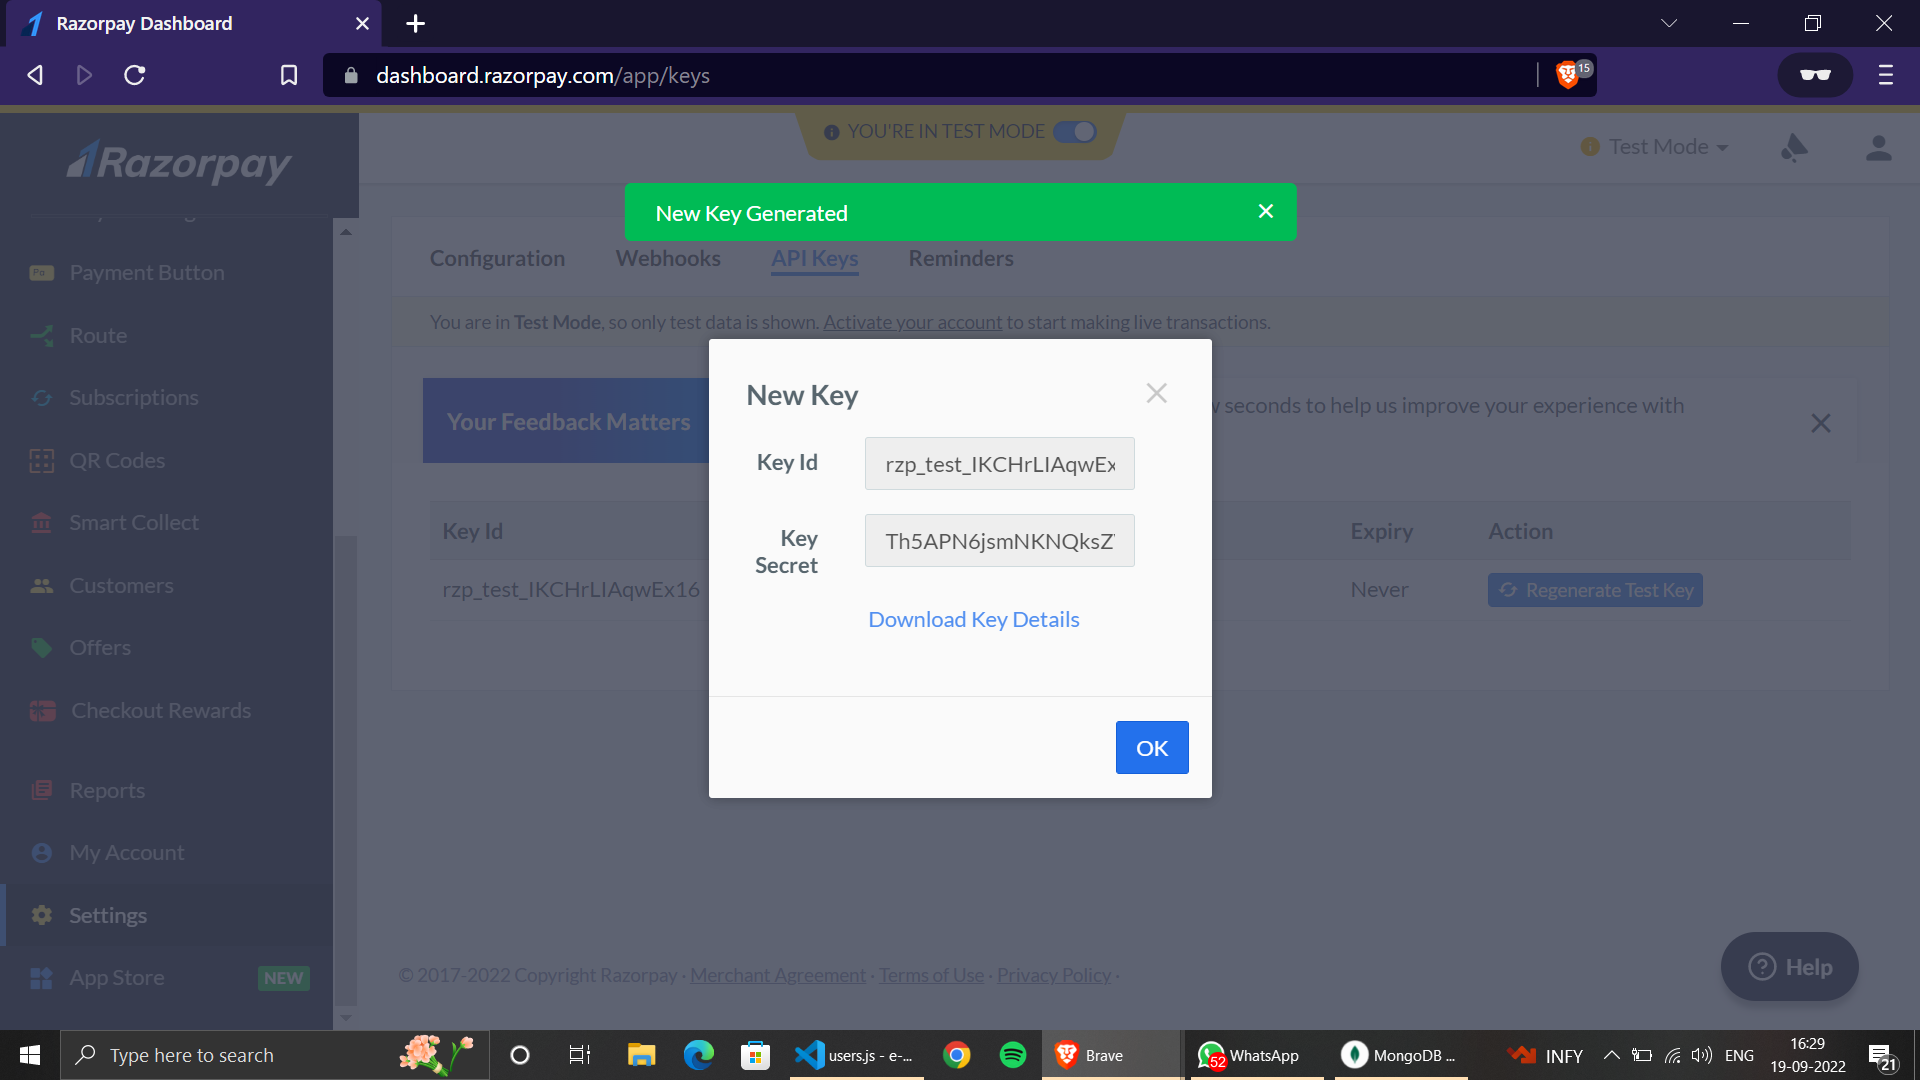 Razorpay Dashboard
dashboard.razorpay.com/app/keys
15
Razorpay
YOU'RE IN TEST MODE
Test Mode
New Key Generated
Payment Button
Route
Subscriptions
QR Codes
Smart Collect
Customers
Offers
Checkout Rewards
Reports
My Account
Settings
App Store NEW
Configuration Webhooks API Keys Reminders
You are in Test Mode, so only test data is shown. Activate your account to start making live transactions.
Your Feedback Matters
seconds to help us improve your experience with
Key Id Expiry Action
rzp_test_IKCHrLIAqwEx16 Never Regenerate Test Key
New Key
Key Id rzp_test_IKCHrLIAqwEx
Key Secret Th5APN6jsmNKNQksZ
Download Key Details
OK
© 2017-2022 Copyright Razorpay · Merchant Agreement · Terms of Use · Privacy Policy ·
Help
Type here to search
users.js - e-...
Brave
52
WhatsApp
MongoDB ...
INFY
ENG
16:29
19-09-2022
21